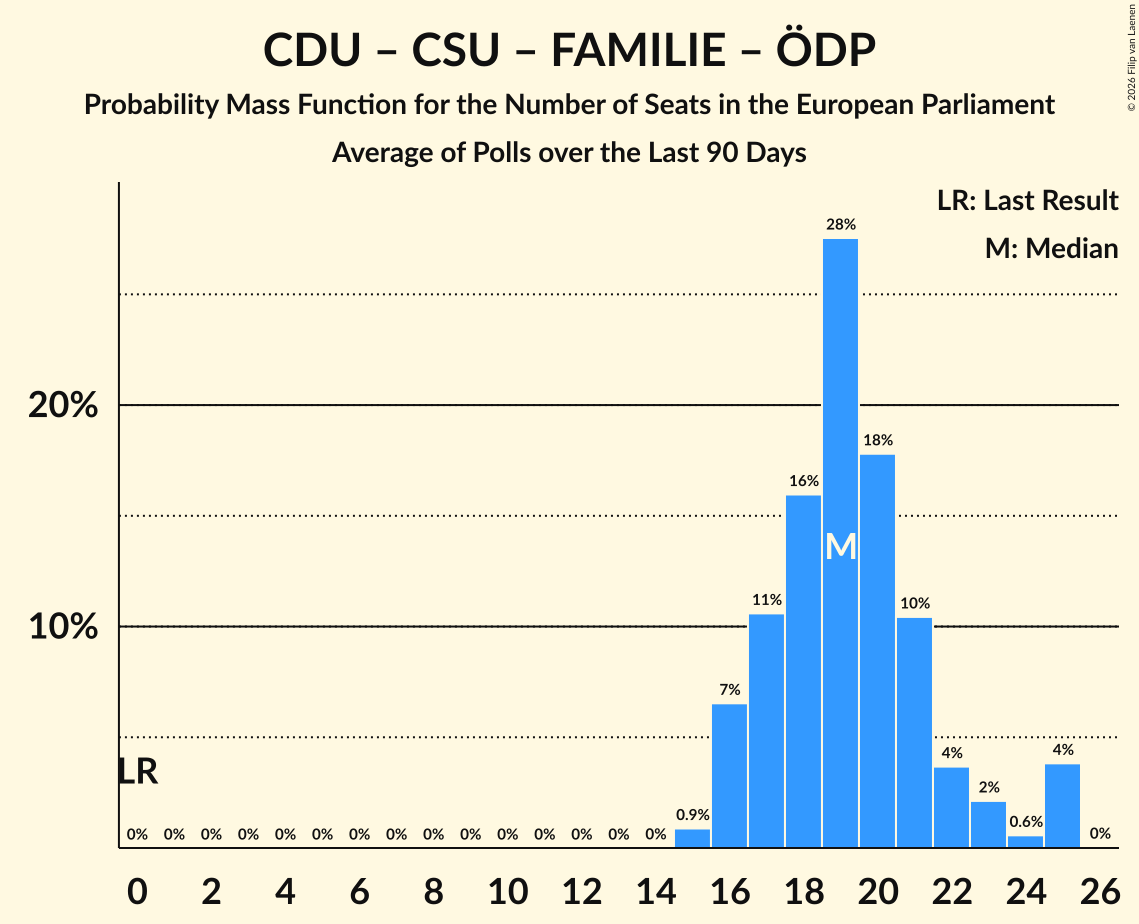 CDU – CSU – FAMILIE – ÖDP
Probability Mass Function for the Number of Seats in the European Parliament
Average of Polls over the Last 90 Days
© 2026 Filip van Laenen
LR: Last Result
M: Median
28%
20%
18%
16%
M
11%
10%
10%
7%
LR
4%
4%
2%
0.9%
0.6%
0% 0% 0% 0% 0% 0% 0% 0% 0% 0% 0% 0% 0% 0% 0% 0%
0 2 4 6 8 10 12 14 16 18 20 22 24 26